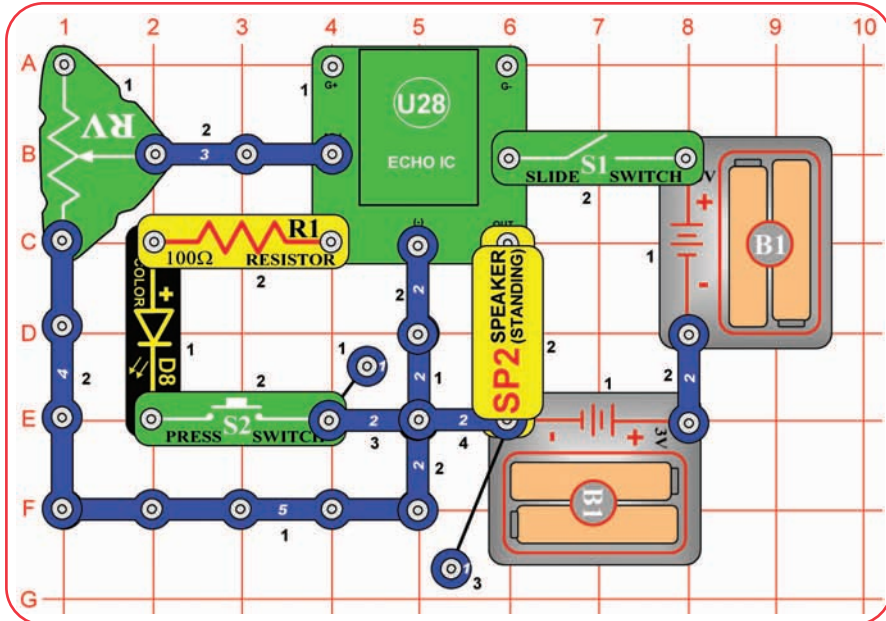 1 2 3 4 5 6 7 8 9 10
A
B
C
D
E
F
G
RV
1
2
3
1
G+
G-
U28
ECHO IC
(-)
OUT
S1
SLIDE SWITCH
2
V
+
-
B1
1
R1
100Ω RESISTOR
2
COLOR
+
D8
1
2
S2
PRESS SWITCH
1
1
2
2
2
1
2
3
2
4
2
2
SP2 SPEAKER
(STANDING)
2
1
-
+
3V
B1
2
2
4
2
5
1
1
3